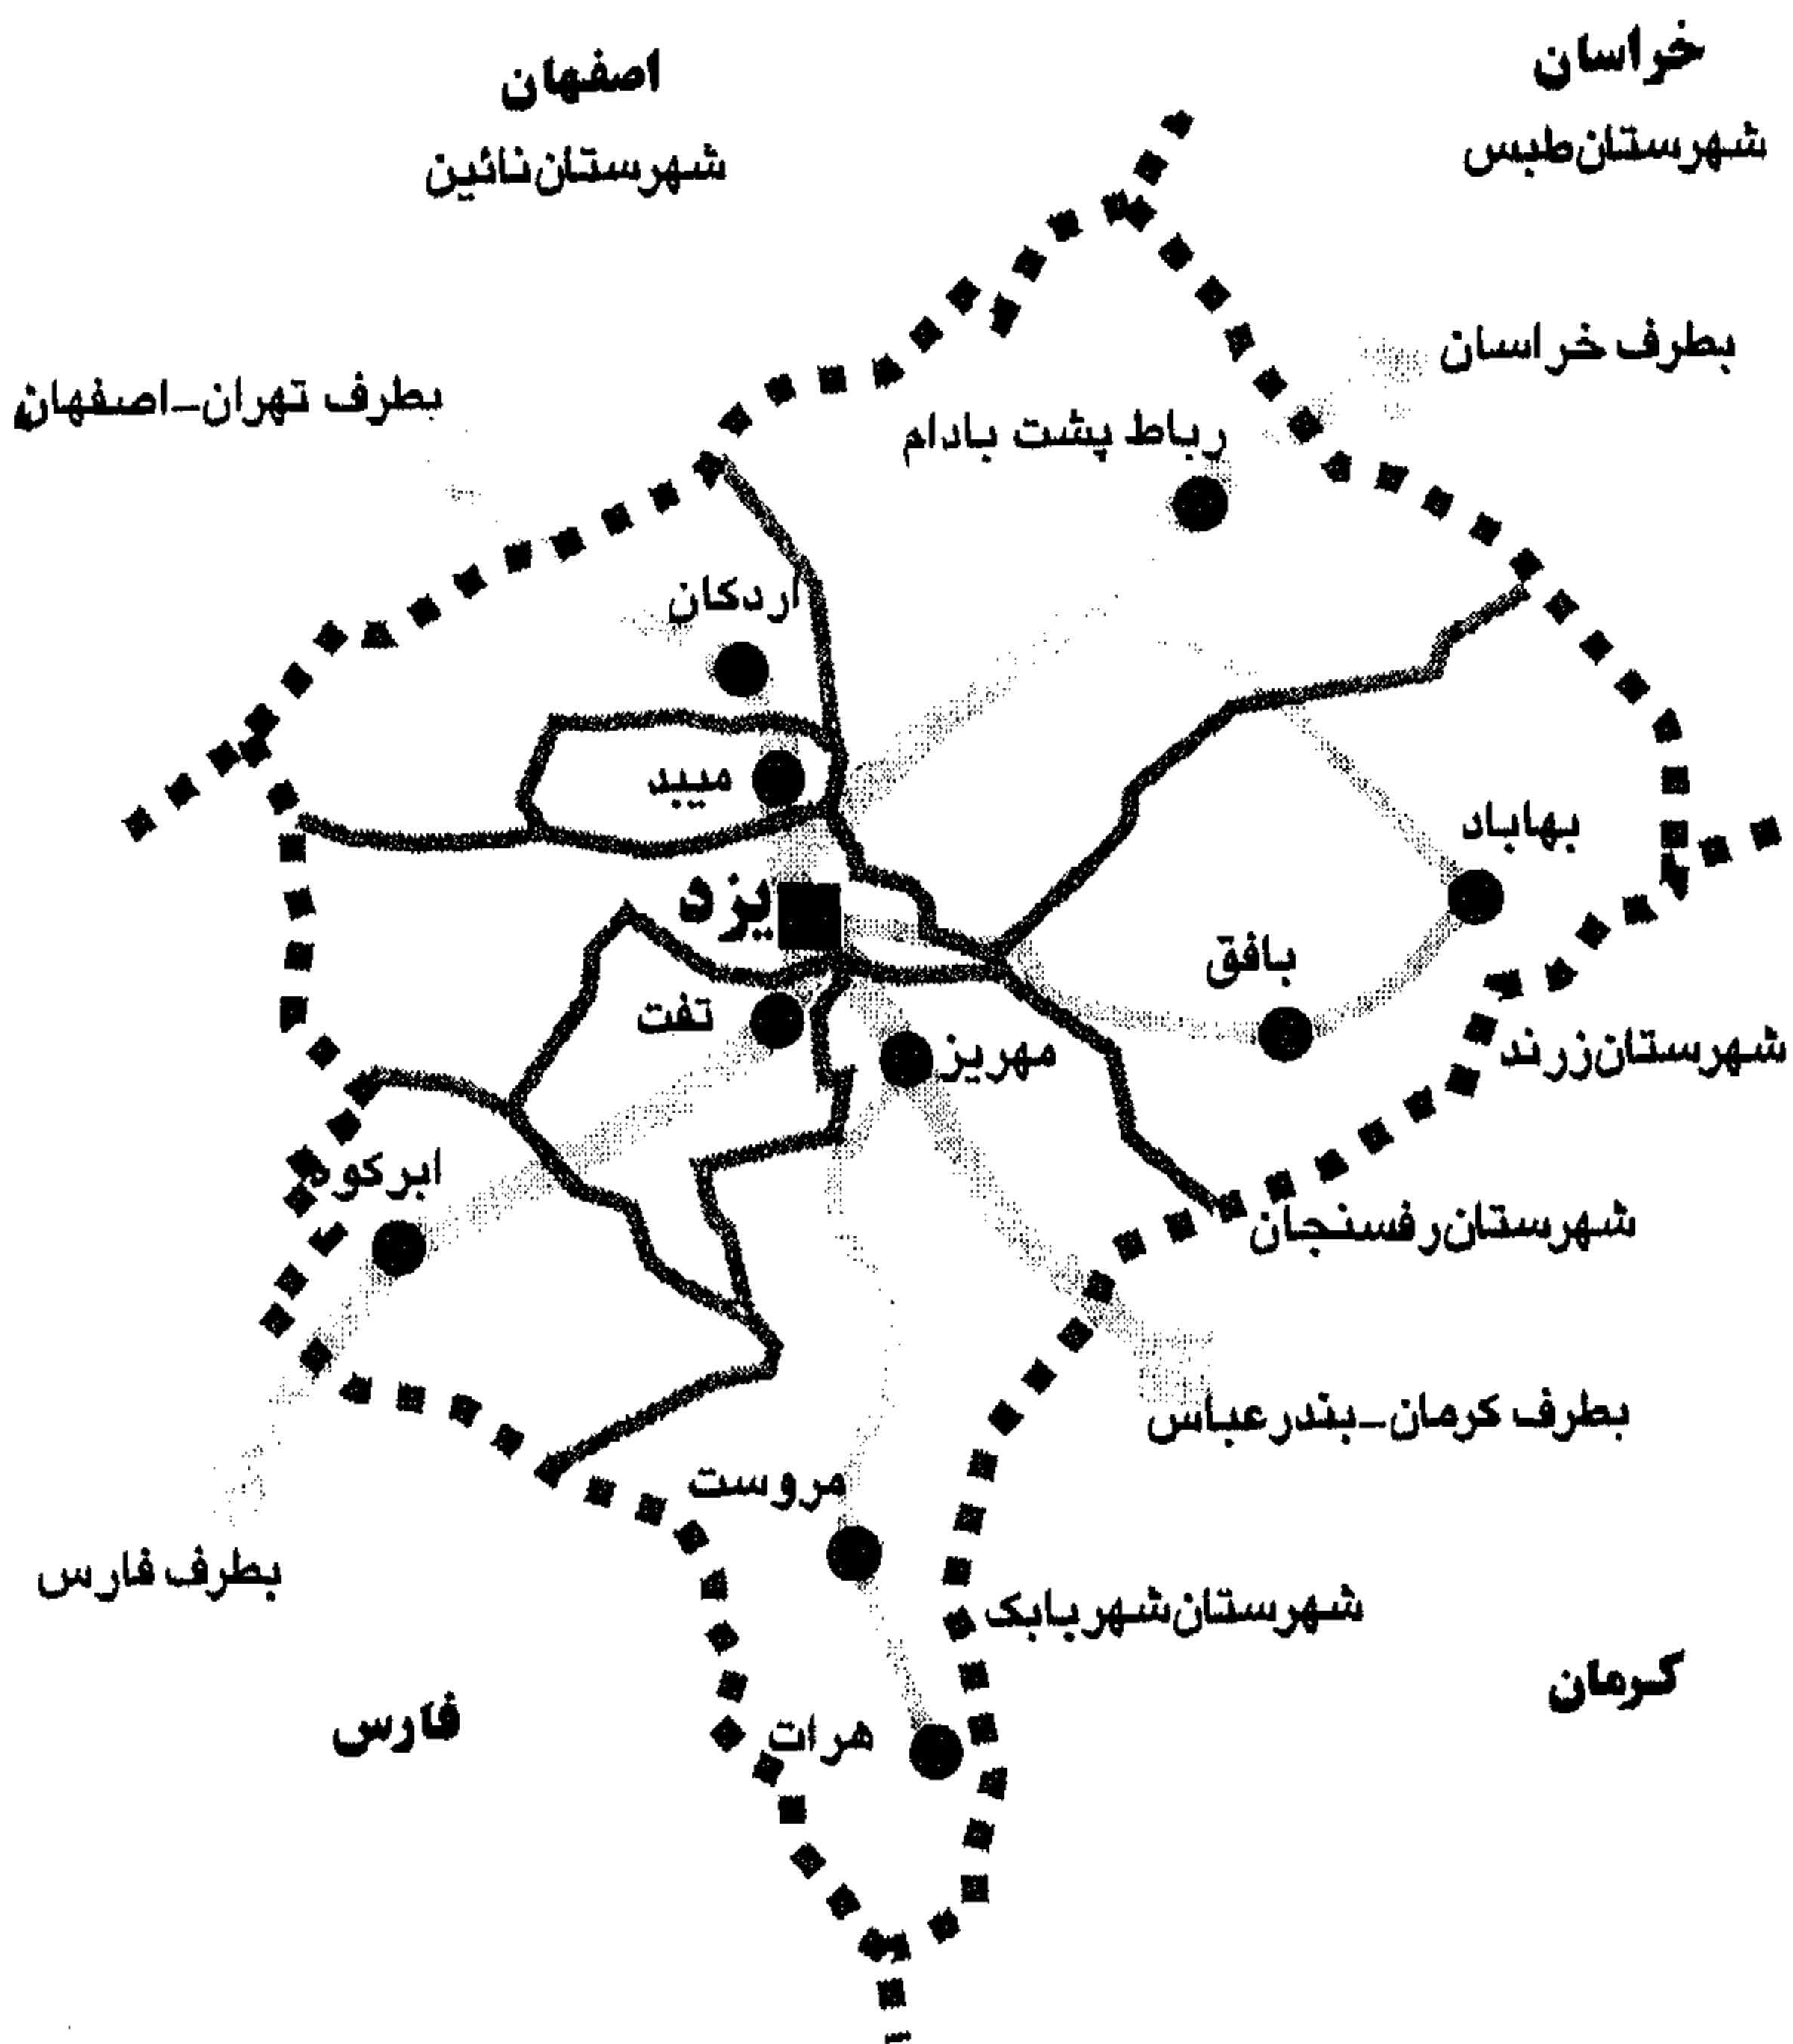 خراسان
شهرستان طبس
اصفهان
شهرستان نائین
بطرف خراسان
بطرف تهران-اصفهان
رباط پشت بادام
اردکان
میبد
بهاباد
یزد
بافق
تفت
مهریز
شهرستان زرند
ابرکوه
شهرستان رفسنجان
بطرف کرمان-بندرعباس
مروست
بطرف فارس
شهرستان شهربابک
کرمان
فارس
هرات